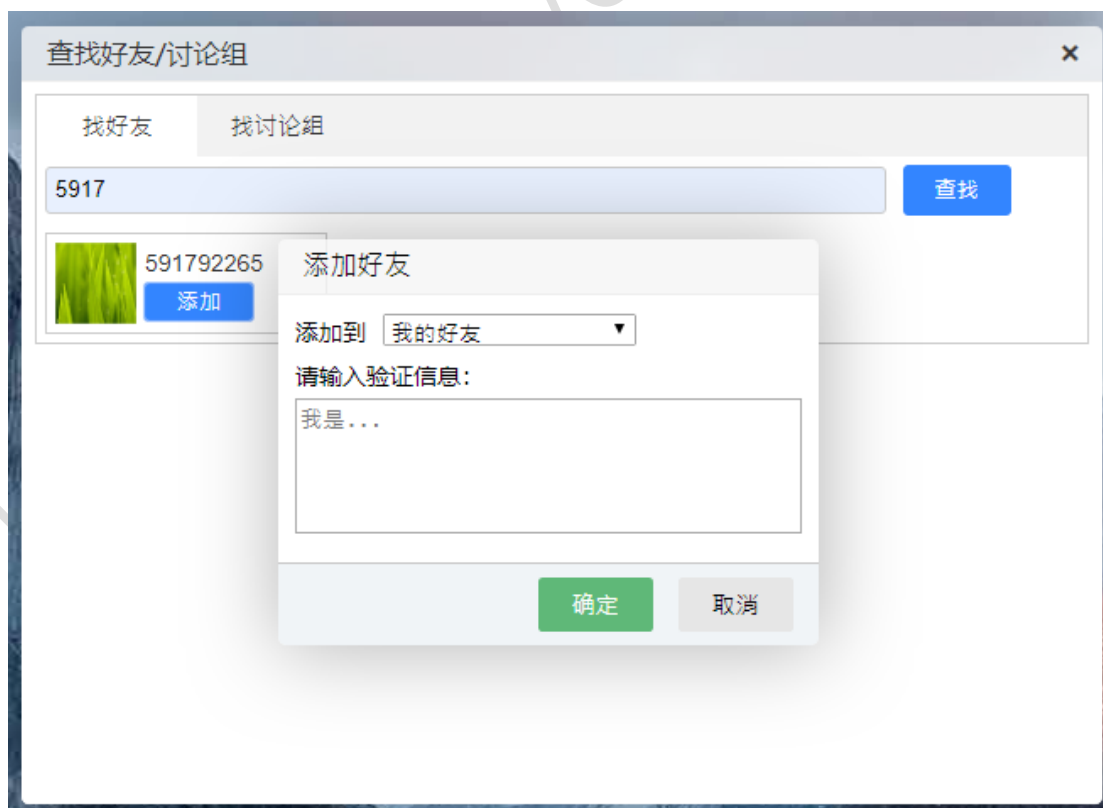 查找好友/讨论组 ×
找好友 找讨论组
5917 查找
591792265
添加
添加好友
添加到 我的好友
请输入验证信息:
我是...
确定 取消